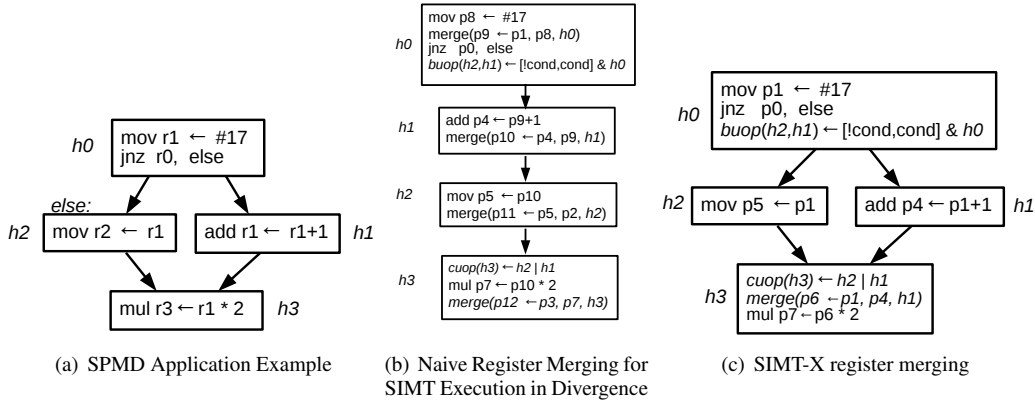 h0
mov r1 ← #17
jnz r0, else
else:
h2
mov r2 ← r1
add r1 ← r1+1
h1
mul r3 ← r1 * 2
h3
(a) SPMD Application Example
h0
mov p8 ← #17
merge(p9 ← p1, p8, h0)
jnz p0, else
buop(h2,h1) ← [!cond,cond] & h0
h1
add p4 ← p9+1
merge(p10 ← p4, p9, h1)
h2
mov p5 ← p10
merge(p11 ← p5, p2, h2)
h3
cuop(h3) ← h2 | h1
mul p7 ← p10 * 2
merge(p12 ← p3, p7, h3)
(b) Naive Register Merging for
SIMT Execution in Divergence
h0
mov p1 ← #17
jnz p0, else
buop(h2,h1) ← [!cond,cond] & h0
h2
mov p5 ← p1
add p4 ← p1+1
h1
h3
cuop(h3) ← h2 | h1
merge(p6 ← p1, p4, h1)
mul p7 ← p6 * 2
(c) SIMT-X register merging